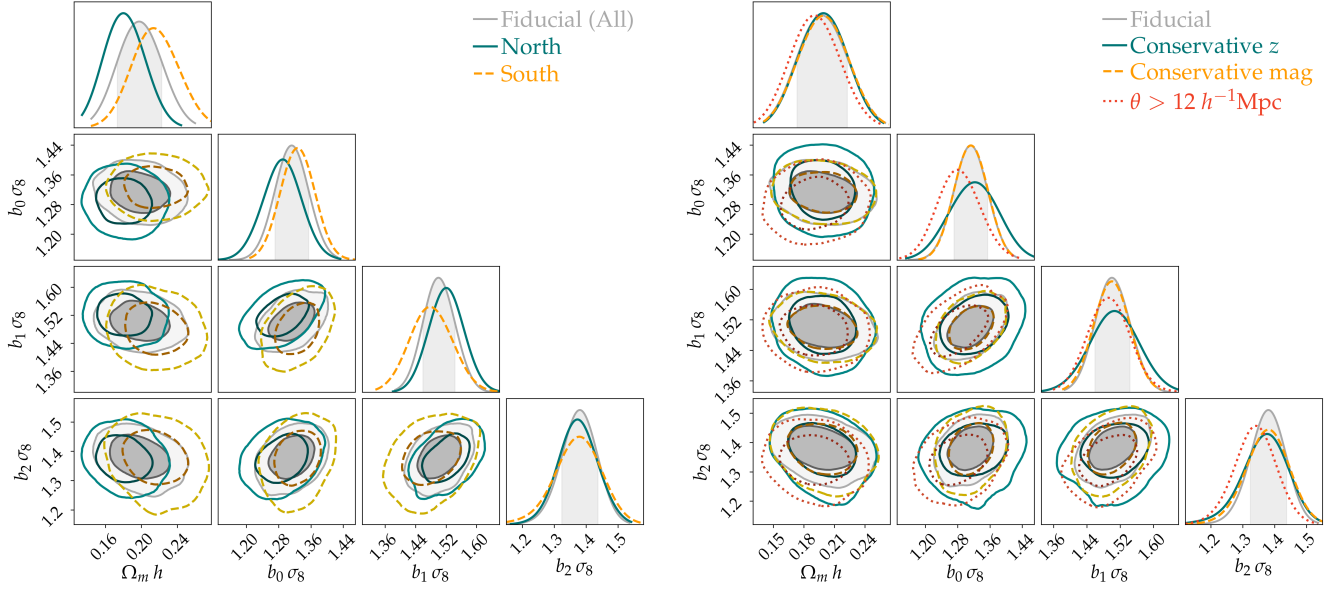 Fiducial (All)
North
South
b₀ σ₈
1.44
1.36
1.28
1.20
b₁ σ₈
1.60
1.52
1.44
1.36
b₂ σ₈
1.5
1.4
1.3
1.2
0.16
0.20
0.24
Ωₘ h
1.20
1.28
1.36
1.44
b₀ σ₈
1.36
1.44
1.52
1.60
b₁ σ₈
1.2
1.3
1.4
1.5
b₂ σ₈
Fiducial
Conservative z
Conservative mag
θ > 12 h⁻¹Mpc
b₀ σ₈
1.44
1.36
1.28
1.20
b₁ σ₈
1.60
1.52
1.44
1.36
b₂ σ₈
1.5
1.4
1.3
1.2
0.15
0.18
0.21
0.24
Ωₘ h
1.20
1.28
1.36
1.44
b₀ σ₈
1.36
1.44
1.52
1.60
b₁ σ₈
1.2
1.3
1.4
1.5
b₂ σ₈